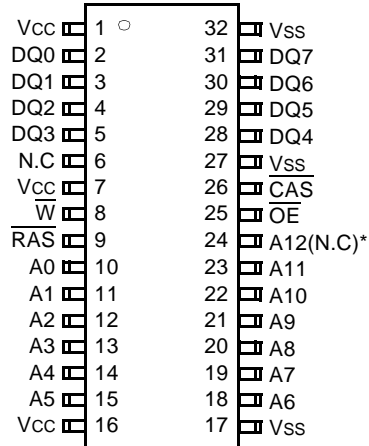 Vcc 1 32 Vss
DQ0 2 31 DQ7
DQ1 3 30 DQ6
DQ2 4 29 DQ5
DQ3 5 28 DQ4
N.C 6 27 Vss
Vcc 7 26 CAS
W 8 25 OE
RAS 9 24 A12(N.C)*
A0 10 23 A11
A1 11 22 A10
A2 12 21 A9
A3 13 20 A8
A4 14 19 A7
A5 15 18 A6
Vcc 16 17 Vss